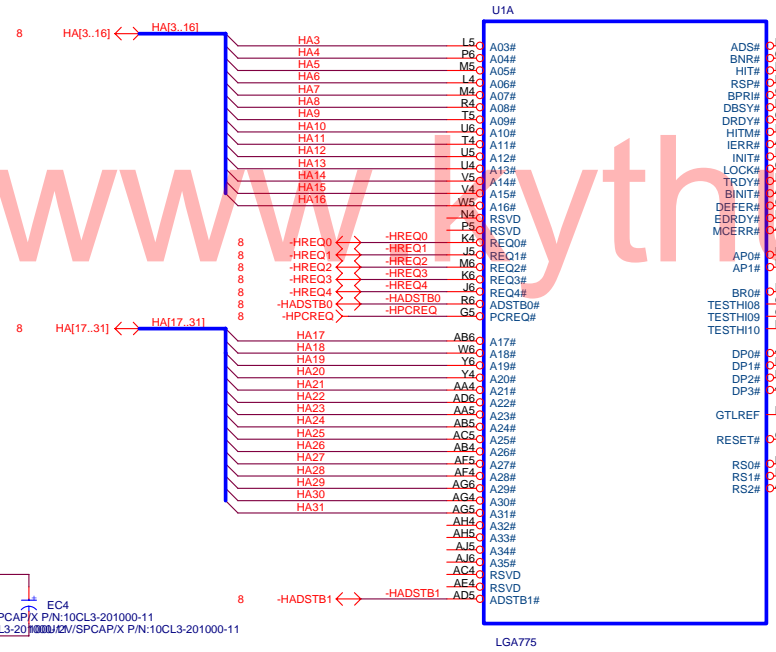 U1A
8 HA[3..16] HA[3..16]
HA3 L5 A03# ADS#
HA4 P6 A04# BNR#
HA5 M5 A05# HIT#
HA6 L4 A06# RSP#
HA7 M4 A07# BPRI#
HA8 R4 A08# DBSY#
HA9 T5 A09# DRDY#
HA10 U6 A10# HITM#
HA11 T4 A11# IERR#
HA12 U5 A12# INIT#
HA13 U4 A13# LOCK#
HA14 V5 A14# TRDY#
HA15 V4 A15# BINIT#
HA16 W5 A16# DEFER#
N4 RSVD EDRDY#
P5 RSVD MCERR#
8 -HREQ0 -HREQ0 K4 REQ0#
8 -HREQ1 -HREQ1 J5 REQ1# AP0#
8 -HREQ2 -HREQ2 M6 REQ2# AP1#
8 -HREQ3 -HREQ3 K6 REQ3#
8 -HREQ4 -HREQ4 J6 REQ4# BR0#
8 -HADSTB0 -HADSTB0 R6 ADSTB0# TESTHI08
8 -HPCREQ -HPCREQ G5 PCREQ# TESTHI09
8 HA[17..31] HA[17..31] TESTHI10
HA17 AB6 A17#
HA18 W6 A18# DP0#
HA19 Y6 A19# DP1#
HA20 Y4 A20# DP2#
HA21 AA4 A21# DP3#
HA22 AD6 A22#
HA23 AA5 A23# GTLREF
HA24 AB5 A24#
HA25 AC5 A25# RESET#
HA26 AB4 A26#
HA27 AF5 A27# RS0#
HA28 AF4 A28# RS1#
HA29 AG6 A29# RS2#
HA30 AG4 A30#
HA31 AG5 A31#
AH4 A32#
AH5 A33#
AJ5 A34#
AJ6 A35#
AC4 RSVD
AE4 RSVD
8 -HADSTB1 -HADSTB1 AD5 ADSTB1#
+
EC4
PCAP/X P/N:10CL3-201000-11
V/SPCAP/X P/N:10CL3-201000-11
LGA775
www kyth